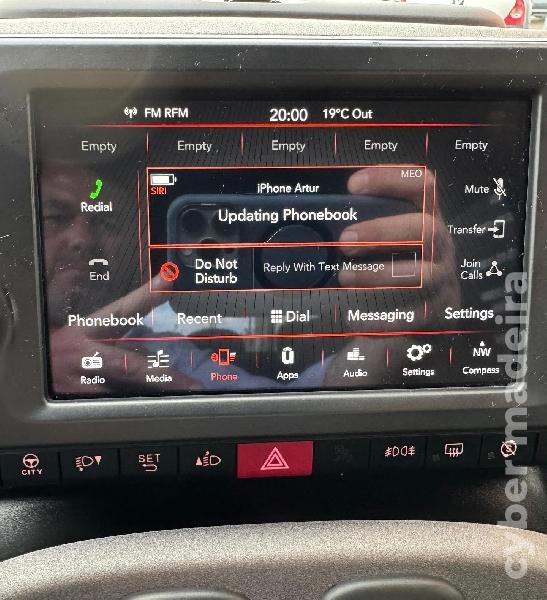 FM RFM 20:00 19°C Out
Empty Empty Empty Empty Empty
MEO
SIRI
iPhone Artur
Mute
Redial
Updating Phonebook
Transfer
End
Do Not
Disturb
Reply With Text Message
Join
Calls
Phonebook Recent Dial Messaging Settings
NW
Radio Media Phone Apps Audio Settings Compass
CITY
SET
cyber madeira